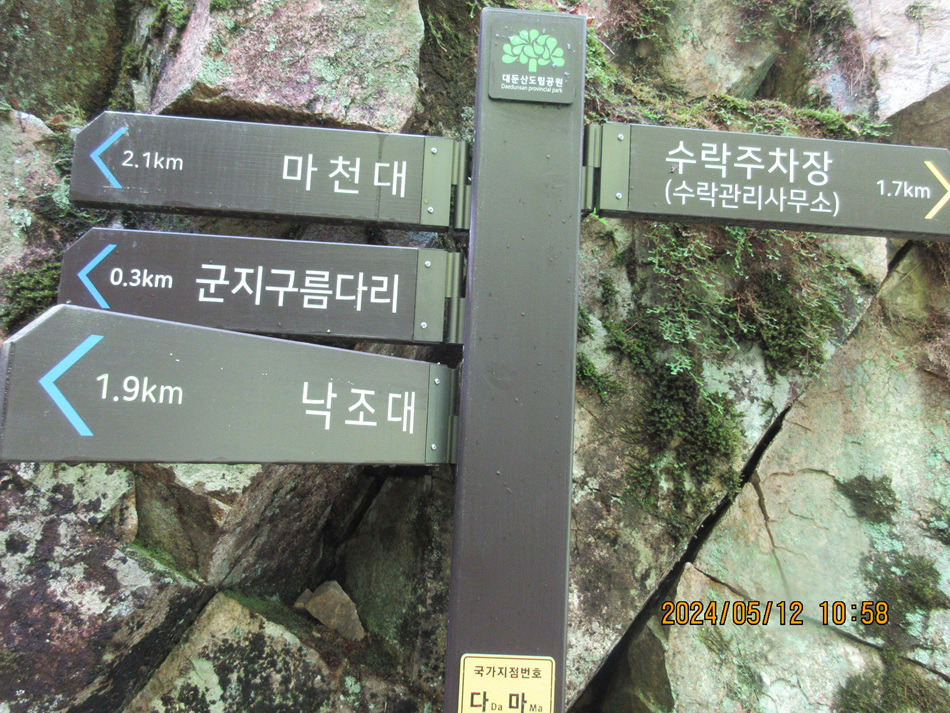 대둔산도립공원
Daedunsan provincial park
2.1km 마천대
수락주차장
(수락관리사무소)
1.7km
0.3km 군지구름다리
1.9km 낙조대
2024/05/12 10:58
국가지점번호
다 Da 마 Ma